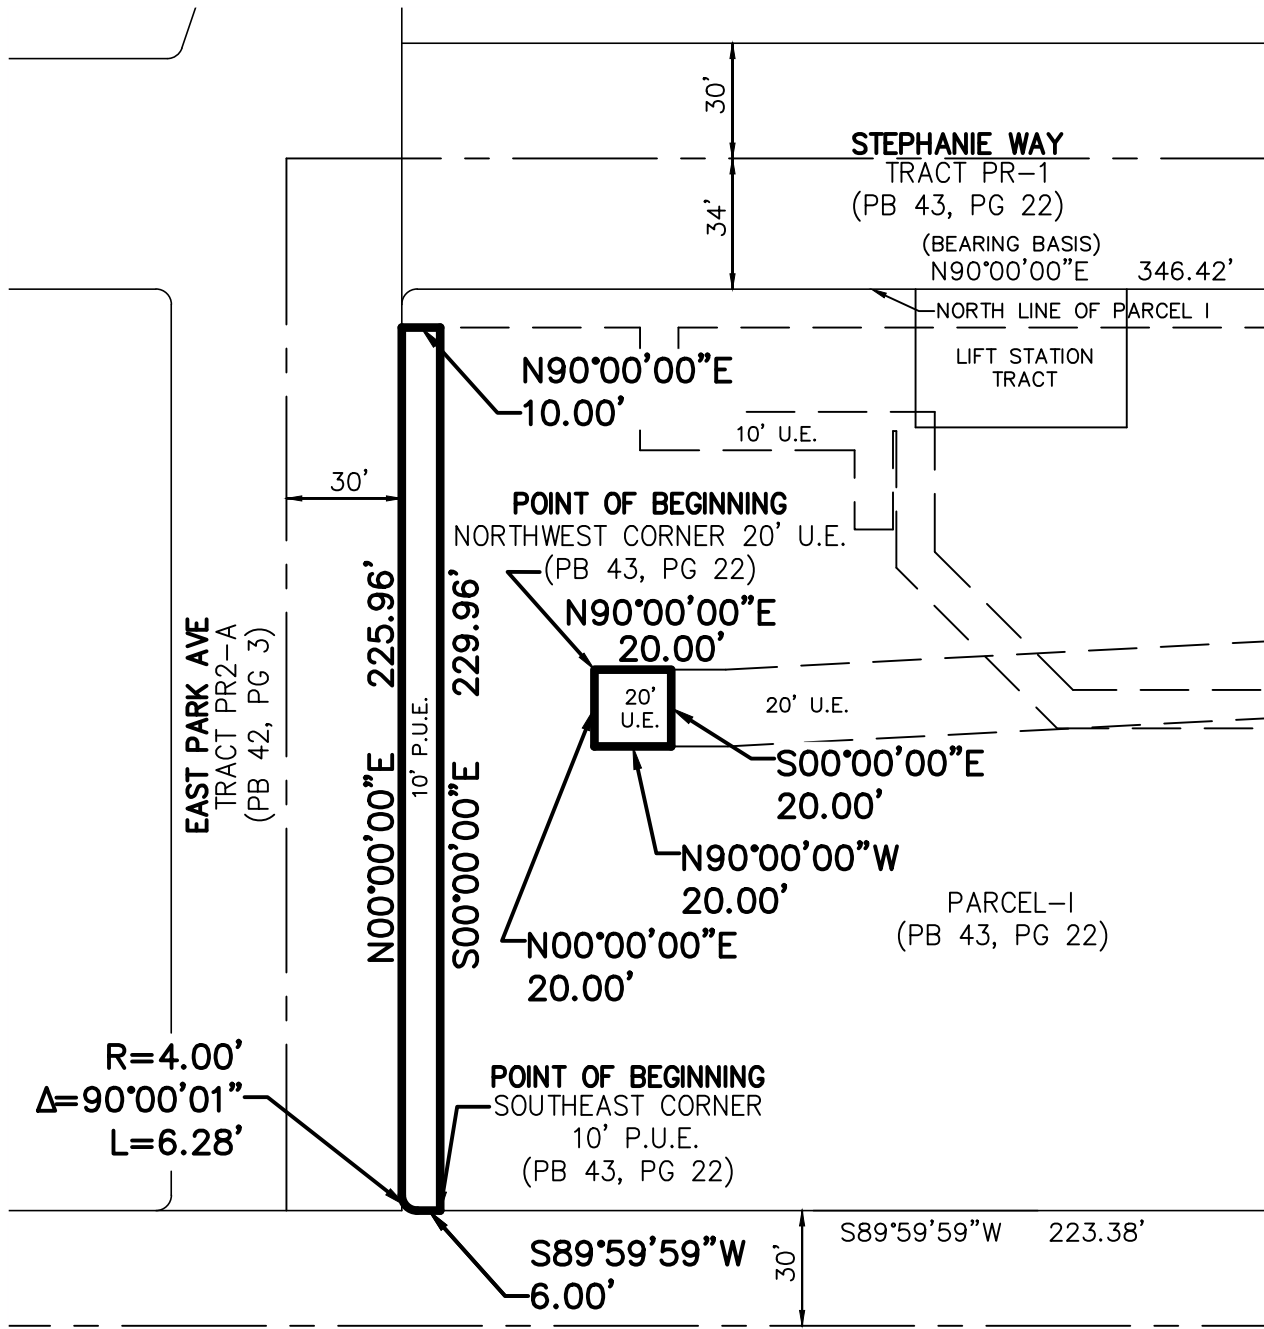 30'
STEPHANIE WAY
TRACT PR-1
(PB 43, PG 22)
34'
(BEARING BASIS)
N90°00'00"E 346.42'
NORTH LINE OF PARCEL I
LIFT STATION
TRACT
N90°00'00"E
10.00'
10' U.E.
30'
POINT OF BEGINNING
NORTHWEST CORNER 20' U.E.
(PB 43, PG 22)
N90°00'00"E
20.00'
N00°00'00"E 225.96'
10' P.U.E.
S00°00'00"E 229.96'
EAST PARK AVE
TRACT PR2-A
(PB 42, PG 3)
20'
U.E.
20' U.E.
S00°00'00"E
20.00'
N90°00'00"W
20.00'
N00°00'00"E
20.00'
PARCEL-I
(PB 43, PG 22)
R=4.00'
Δ=90°00'01"
L=6.28'
POINT OF BEGINNING
SOUTHEAST CORNER
10' P.U.E.
(PB 43, PG 22)
S89°59'59"W 223.38'
S89°59'59"W
6.00'
30'